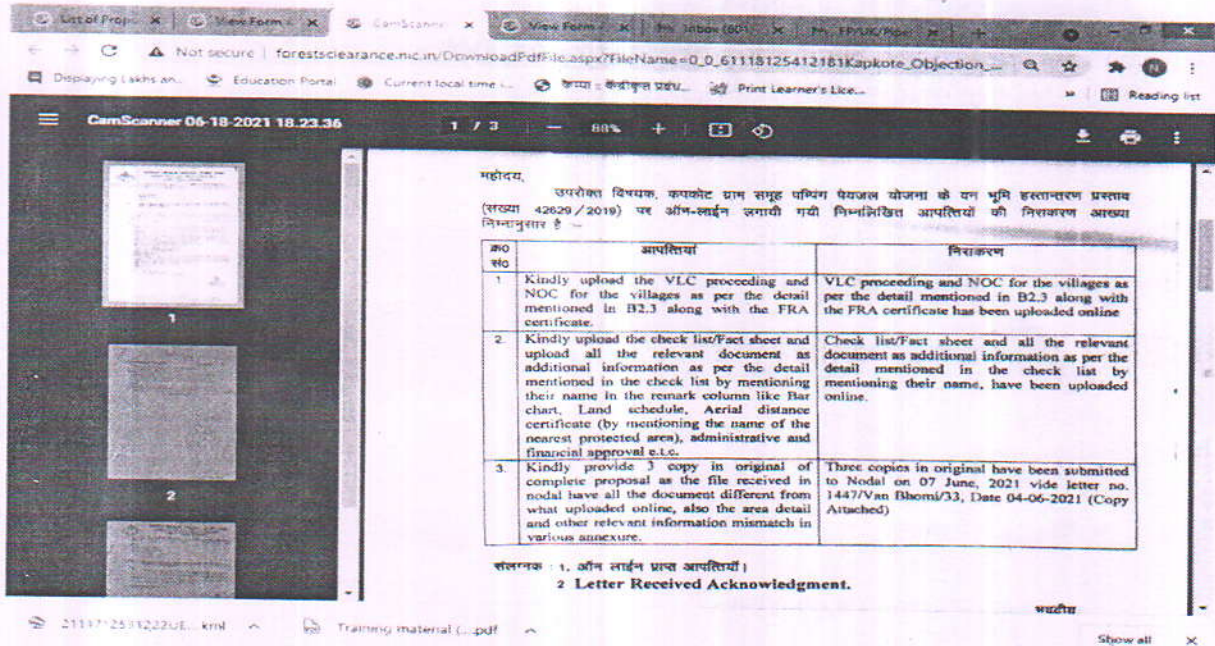 List of Prop
View Form
CamScanner
View Form
Inbox (601
Not secure | forestsclearance.nic.in/DownloadPdfFile.aspx?FileName=0_0_61118125412181Kapkote_Objection_...
Displaying Lakhs an...
Education Portal
Current local time i...
Print Learner's Lice...
Reading list
CamScanner 06-18-2021 18.23.36
1 / 3
88%
1
2
महोदय,
उपरोक्त विषयक, कपकोट ग्राम समूह पम्पिंग पेयजल योजना के वन भूमि हस्तान्तरण प्रस्ताव
(संख्या 42629/2019) पर ऑन-लाईन लगायी गयी निम्नलिखित आपत्तियों की निराकरण आख्या
निम्नानुसार है :-
क्र0 सं0
आपत्तियां
निराकरण
1
Kindly upload the VLC proceeding and
NOC for the villages as per the detail
mentioned in B2.3 along with the FRA
certificate.
VLC proceeding and NOC for the villages as
per the detail mentioned in B2.3 along with
the FRA certificate has been uploaded online
2.
Kindly upload the check list/Fact sheet and
upload all the relevant document as
additional information as per the detail
mentioned in the check list by mentioning
their name in the remark column like Bar
chart, Land schedule, Aerial distance
certificate (by mentioning the name of the
nearest protected area), administrative and
financial approval e.t.c.
Check list/Fact sheet and all the relevant
document as additional information as per the
detail mentioned in the check list by
mentioning their name, have been uploaded
online.
3.
Kindly provide 3 copy in original of
complete proposal as the file received in
nodal have all the document different from
what uploaded online, also the area detail
and other relevant information mismatch in
various annexure.
Three copies in original have been submitted
to Nodal on 07 June, 2021 vide letter no.
1447/Van Bhomi/33, Date 04-06-2021 (Copy
Attached)
संलग्नक : 1. ऑन लाईन प्राप्त आपत्तियाँ।
2 Letter Received Acknowledgment.
भवदीय
Training material (....pdf
Show all